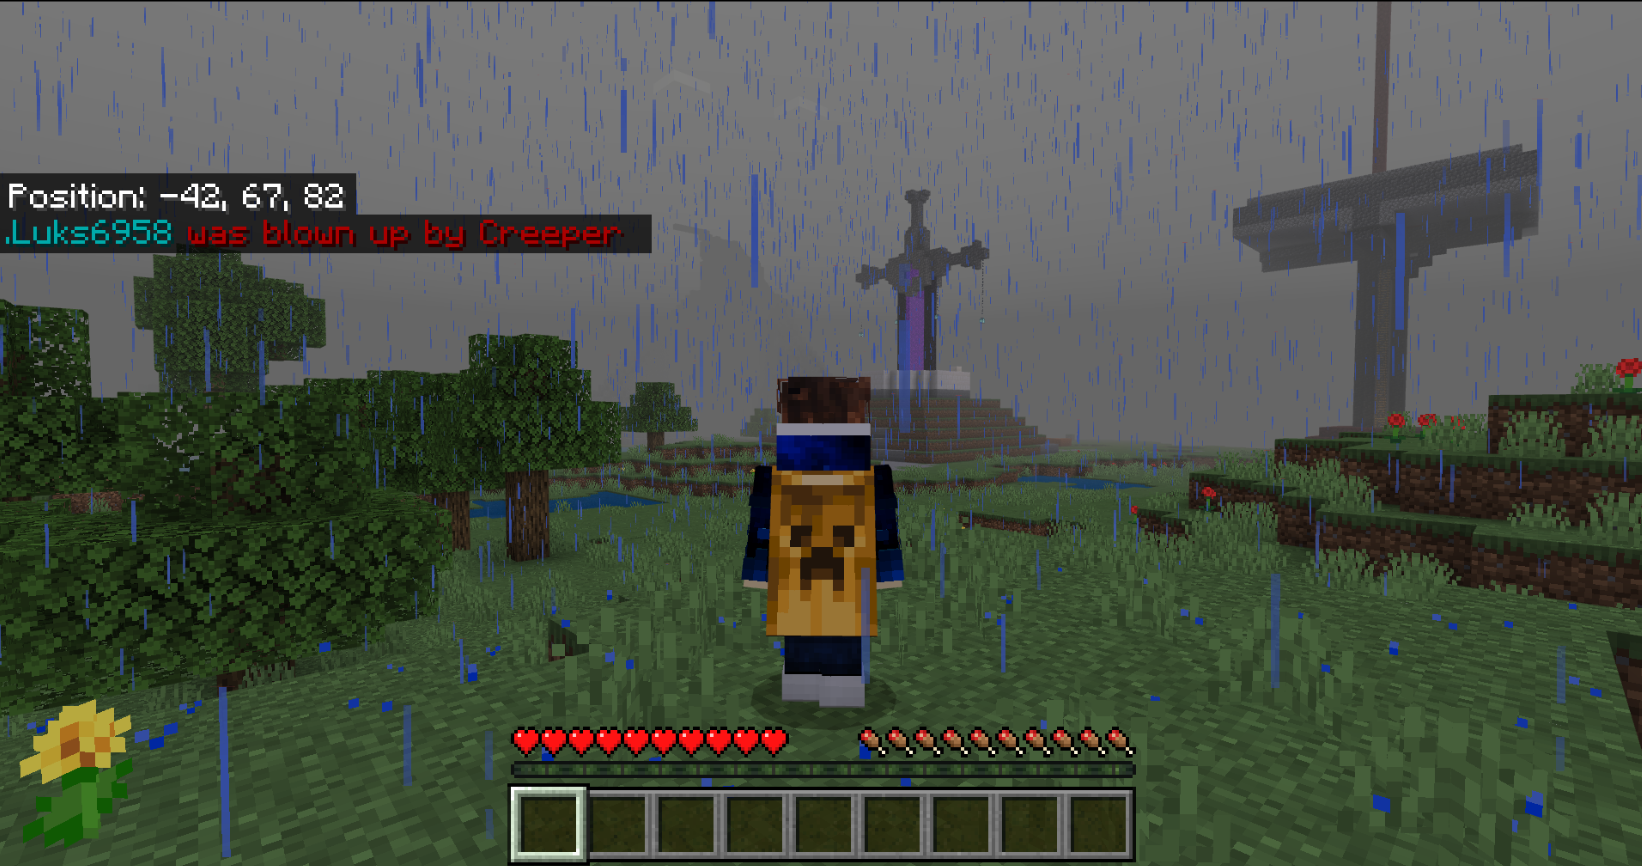 Position: -42, 67, 82
.Luks6958 was blown up by Creeper